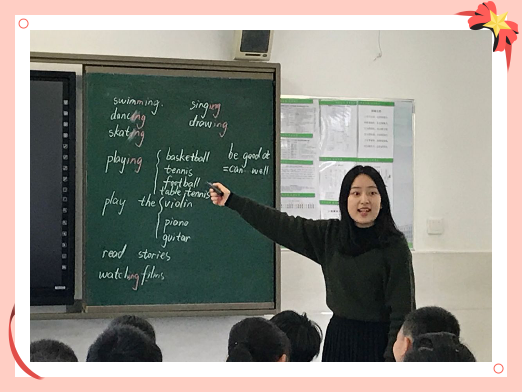 swimming.
singing
dancing
drawing
skating
playing
basketball
tennis
football
table tennis
be good at
=can well
play the
violin
piano
guitar
read stories
watching films